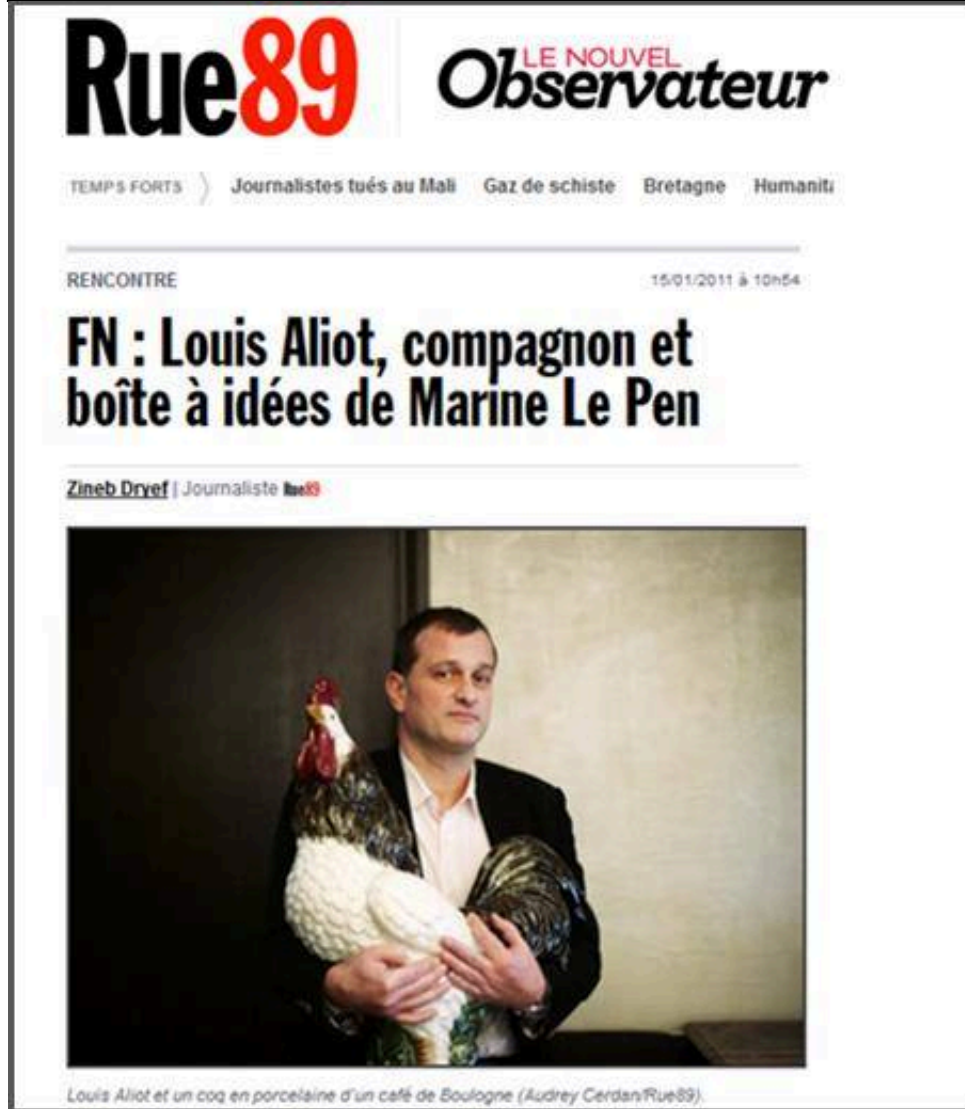 Rue89
LE NOUVEL
Observateur
TEMPS FORTS Journalistes tués au Mali Gaz de schiste Bretagne Humanita
RENCONTRE 15/01/2011 à 10h54
FN : Louis Aliot, compagnon et
boîte à idées de Marine Le Pen
Zineb Dryef | Journaliste Rue89
Louis Aliot et un coq en porcelaine d'un café de Boulogne (Audrey Cerdan/Rue89).